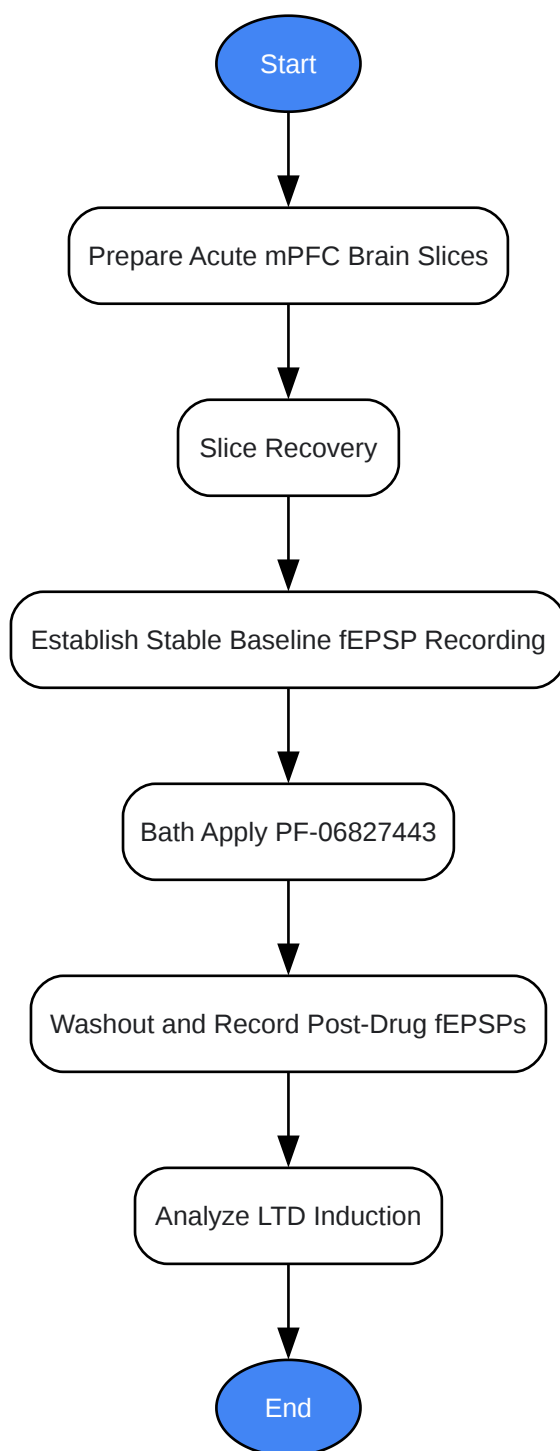 Start
Prepare Acute mPFC Brain Slices
Slice Recovery
Establish Stable Baseline fEPSP Recording
Bath Apply PF-06827443
Washout and Record Post-Drug fEPSPs
Analyze LTD Induction
End